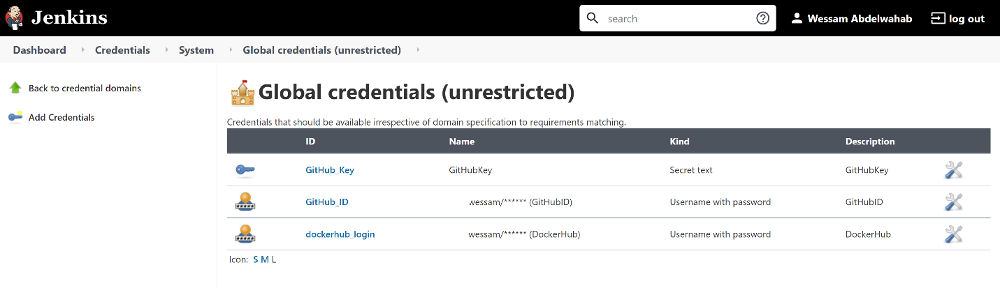 Jenkins search Wessam Abdelwahab log out
Dashboard Credentials System Global credentials (unrestricted)
Back to credential domains
Add Credentials
Global credentials (unrestricted)
Credentials that should be available irrespective of domain specification to requirements matching.
ID Name Kind Description
GitHub_Key GitHubKey Secret text GitHubKey
GitHub_ID wessam/****** (GitHubID) Username with password GitHubID
dockerhub_login wessam/****** (DockerHub) Username with password DockerHub
Icon: S M L